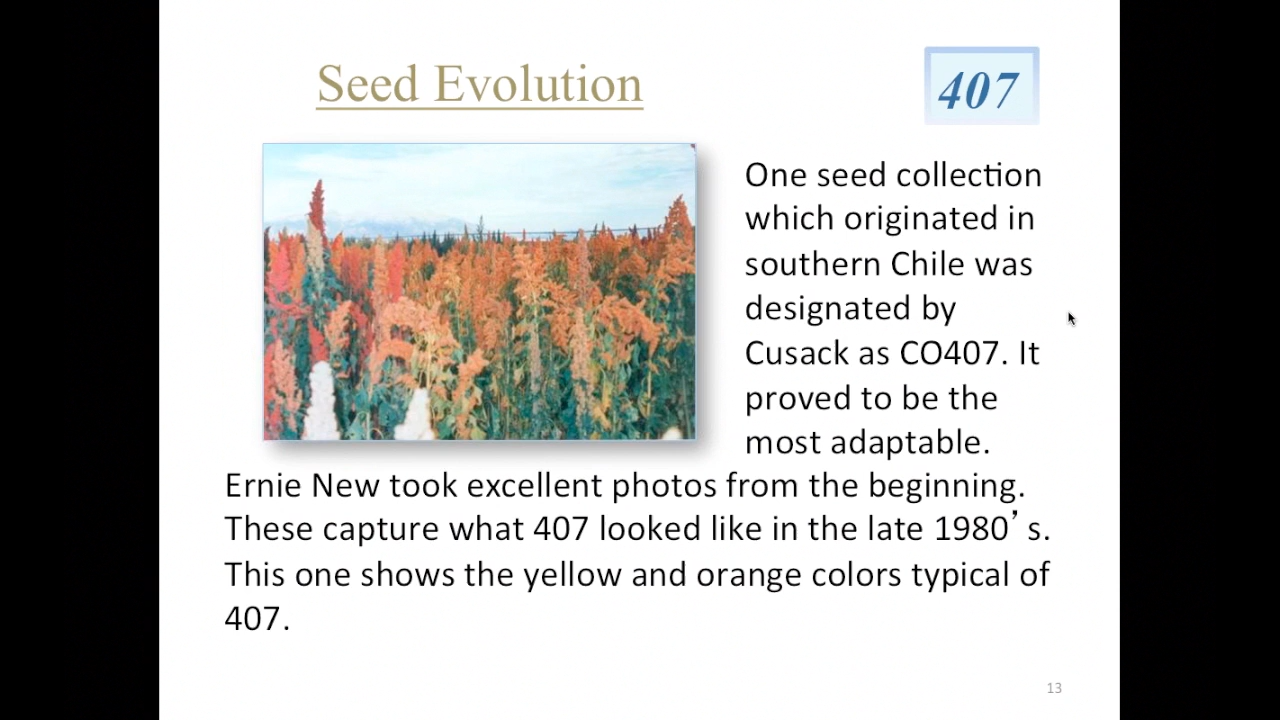 Seed Evolution
407
One seed collection
which originated in
southern Chile was
designated by
Cusack as CO407. It
proved to be the
most adaptable.
Ernie New took excellent photos from the beginning.
These capture what 407 looked like in the late 1980’s.
This one shows the yellow and orange colors typical of
407.
13